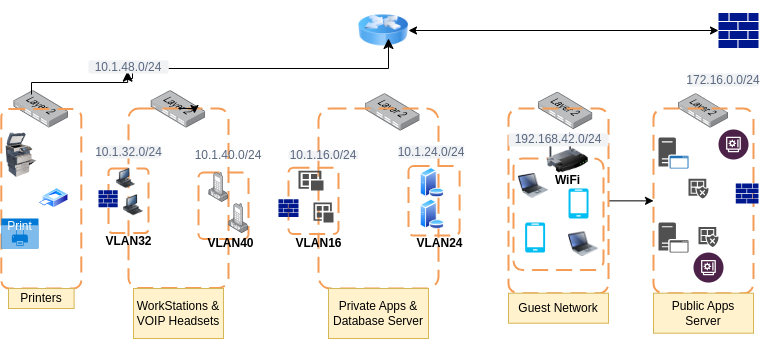 10.1.48.0/24
172.16.0.0/24
Layer 2
Layer 2
Layer 2
Layer 2
Layer 2
10.1.32.0/24
10.1.40.0/24
10.1.16.0/24
10.1.24.0/24
192.168.42.0/24
WiFi
Print
VLAN32
VLAN40
VLAN16
VLAN24
Printers
WorkStations &
VOIP Headsets
Private Apps &
Database Server
Guest Network
Public Apps
Server